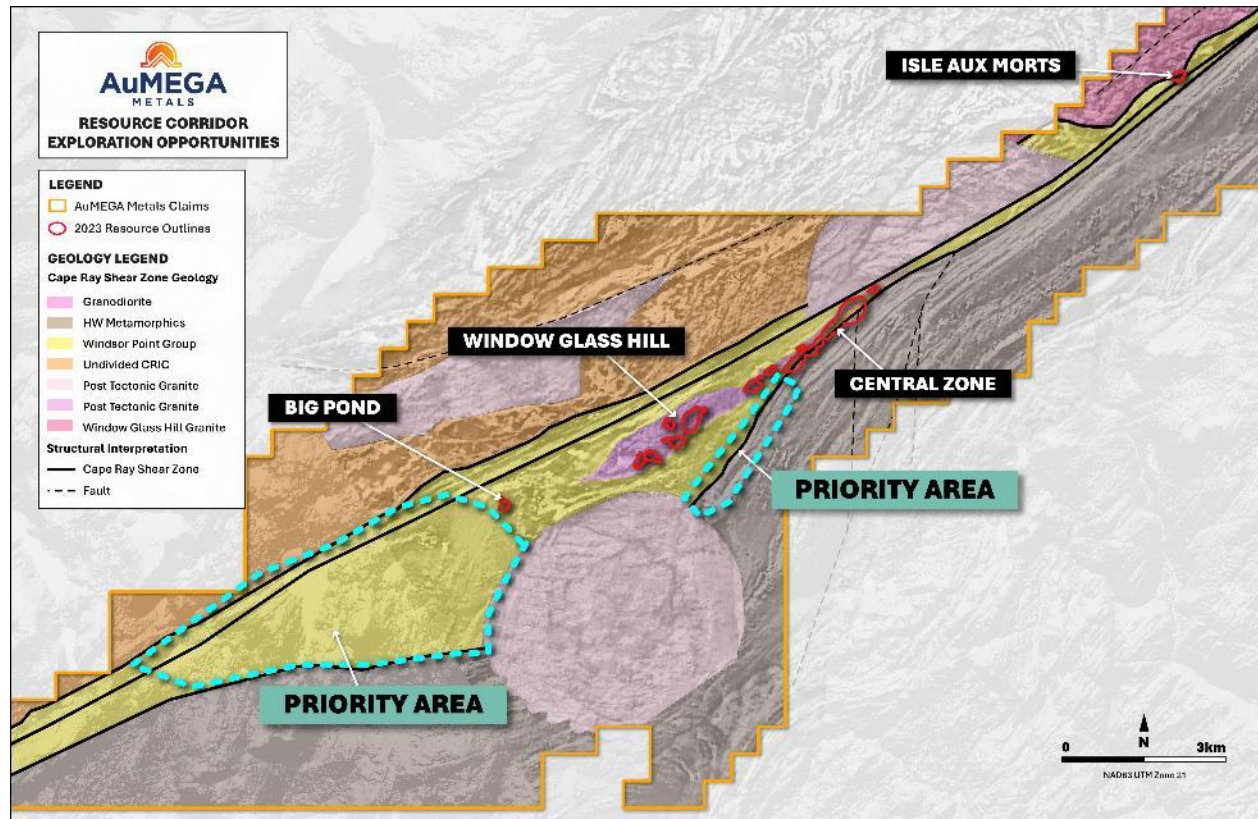 AuMEGA
METALS
RESOURCE CORRIDOR
EXPLORATION OPPORTUNITIES
LEGEND
AuMEGA Metals Claims
2023 Resource Outlines
GEOLOGY LEGEND
Cape Ray Shear Zone Geology
Granodiorite
HW Metamorphics
Windsor Point Group
Undivided CRIC
Post Tectonic Granite
Post Tectonic Granite
Window Glass Hill Granite
Structural Interpretation
Cape Ray Shear Zone
Fault
ISLE AUX MORTS
WINDOW GLASS HILL
CENTRAL ZONE
BIG POND
PRIORITY AREA
PRIORITY AREA
N
0 3km
NAD83 UTM Zone 21